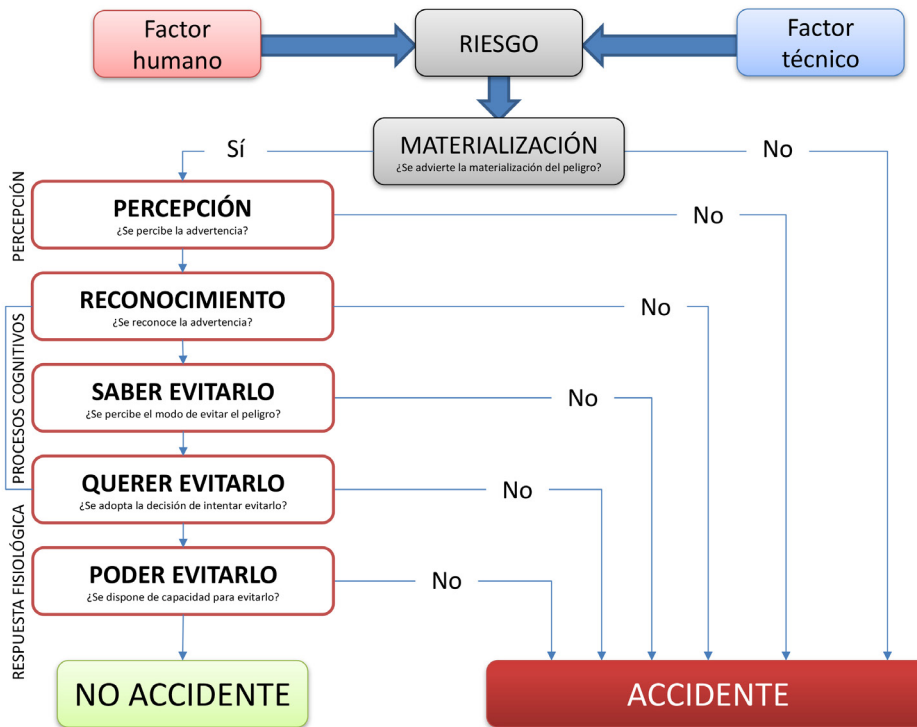 Factor
humano
RIESGO
Factor
técnico
MATERIALIZACIÓN
¿Se advierte la materialización del peligro?
Sí
No
PERCEPCIÓN
PERCEPCIÓN
¿Se percibe la advertencia?
No
PROCESOS COGNITIVOS
RECONOCIMIENTO
¿Se reconoce la advertencia?
No
SABER EVITARLO
¿Se percibe el modo de evitar el peligro?
No
QUERER EVITARLO
¿Se adopta la decisión de intentar evitarlo?
No
RESPUESTA FISIOLÓGICA
PODER EVITARLO
¿Se dispone de capacidad para evitarlo?
No
NO ACCIDENTE
ACCIDENTE